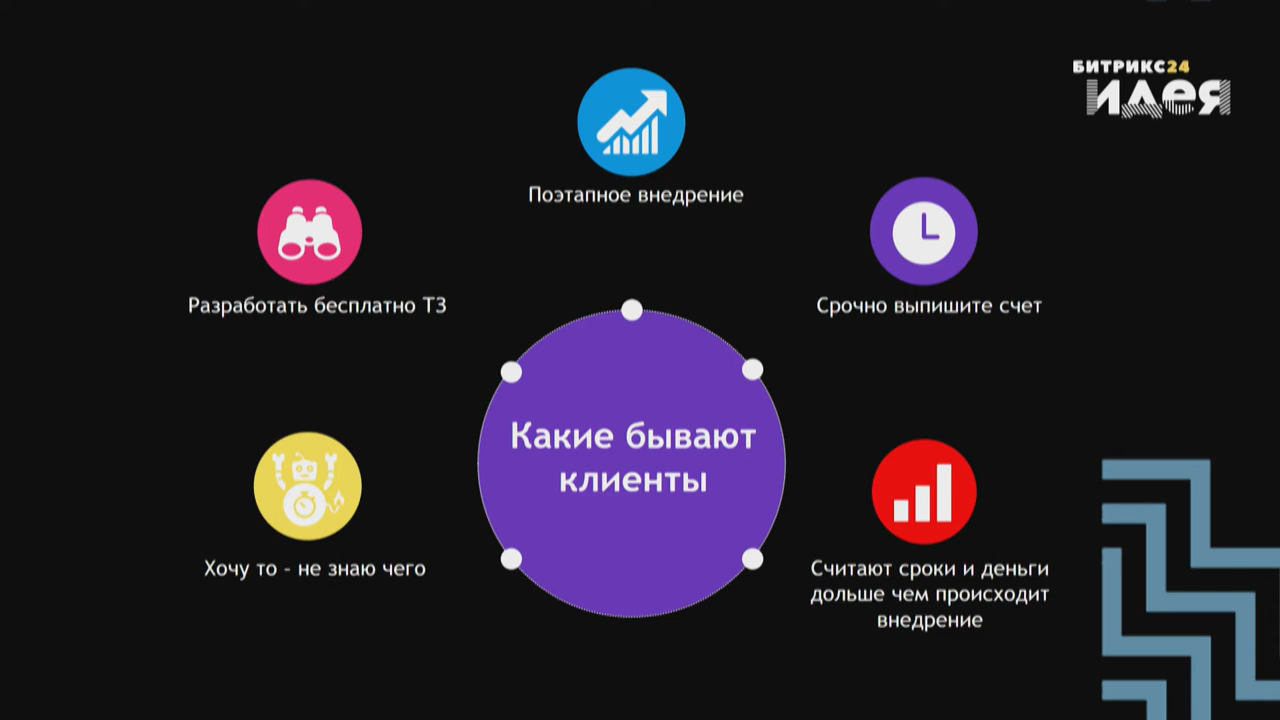 БИТРИКС24
идея
Поэтапное внедрение
Разработать бесплатно ТЗ
Срочно выпишите счет
Какие бывают
клиенты
Хочу то - не знаю чего
Считают сроки и деньги
дольше чем происходит
внедрение